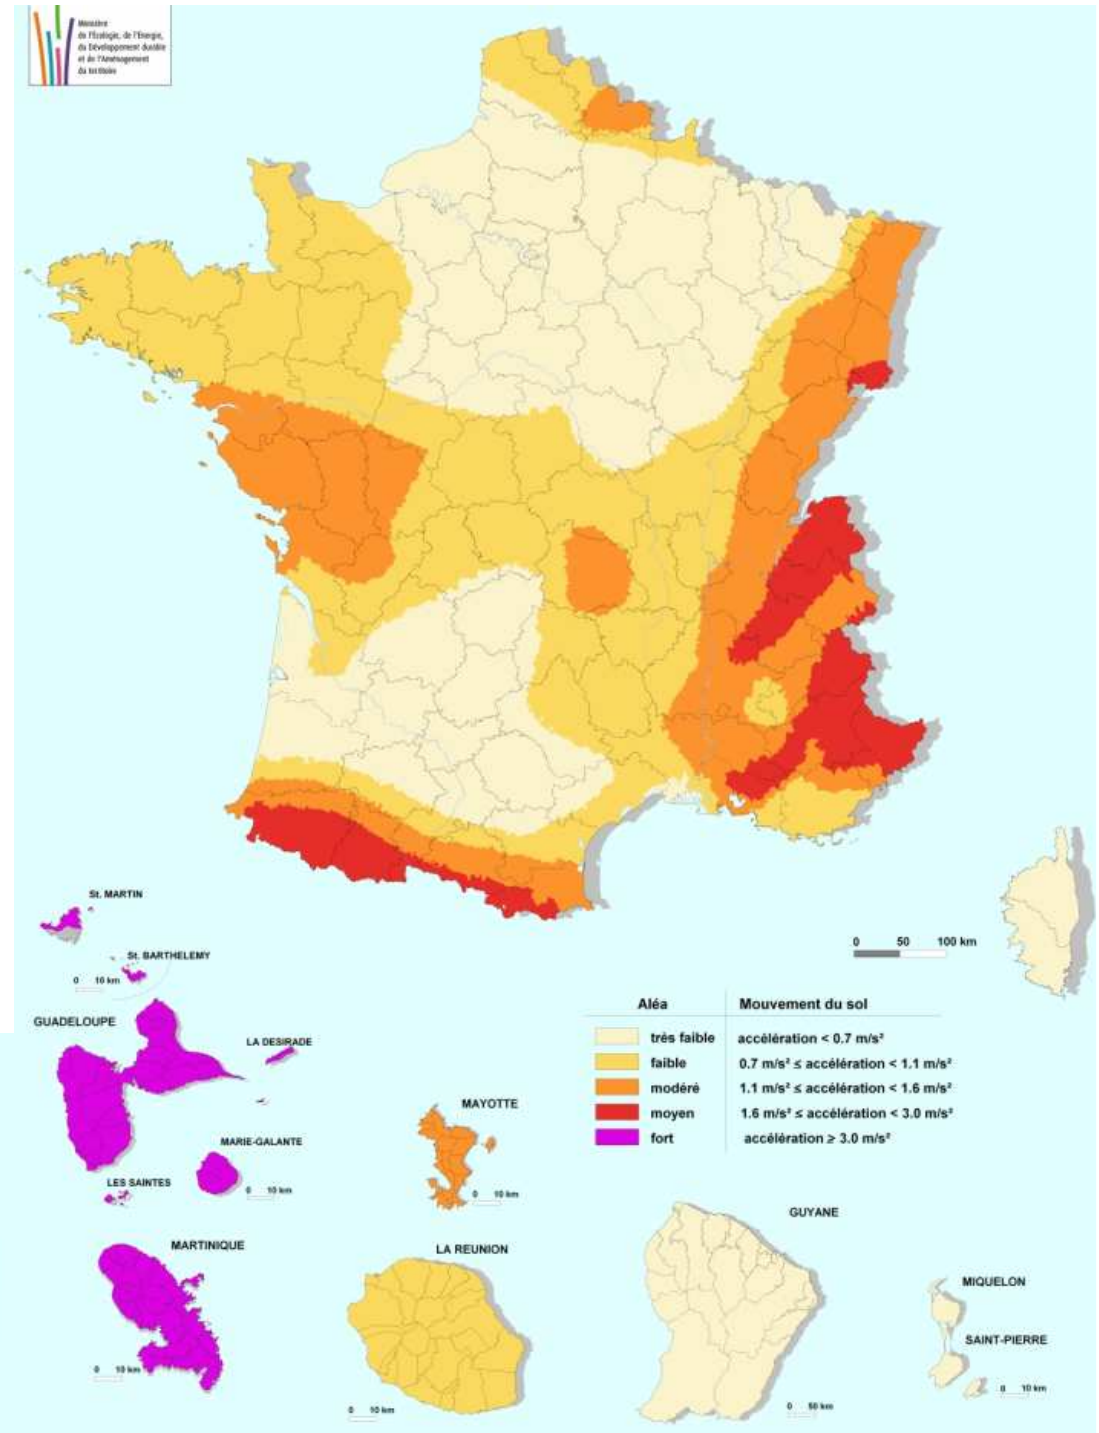 Ministère
de l'Écologie, de l'Énergie,
du Développement durable
et de l'Aménagement
du territoire
St. MARTIN
St. BARTHELEMY
0 10 km
GUADELOUPE
LA DESIRADE
MARIE-GALANTE
0 10 km
LES SAINTES
MARTINIQUE
0 10 km
MAYOTTE
0 10 km
LA REUNION
0 10 km
0 50 100 km
Aléa Mouvement du sol
très faible accélération < 0.7 m/s²
faible 0.7 m/s² ≤ accélération < 1.1 m/s²
modéré 1.1 m/s² ≤ accélération < 1.6 m/s²
moyen 1.6 m/s² ≤ accélération < 3.0 m/s²
fort accélération ≥ 3.0 m/s²
GUYANE
0 50 km
MIQUELON
SAINT-PIERRE
0 10 km